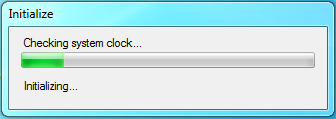 Initialize
Checking system clock...
Initializing...